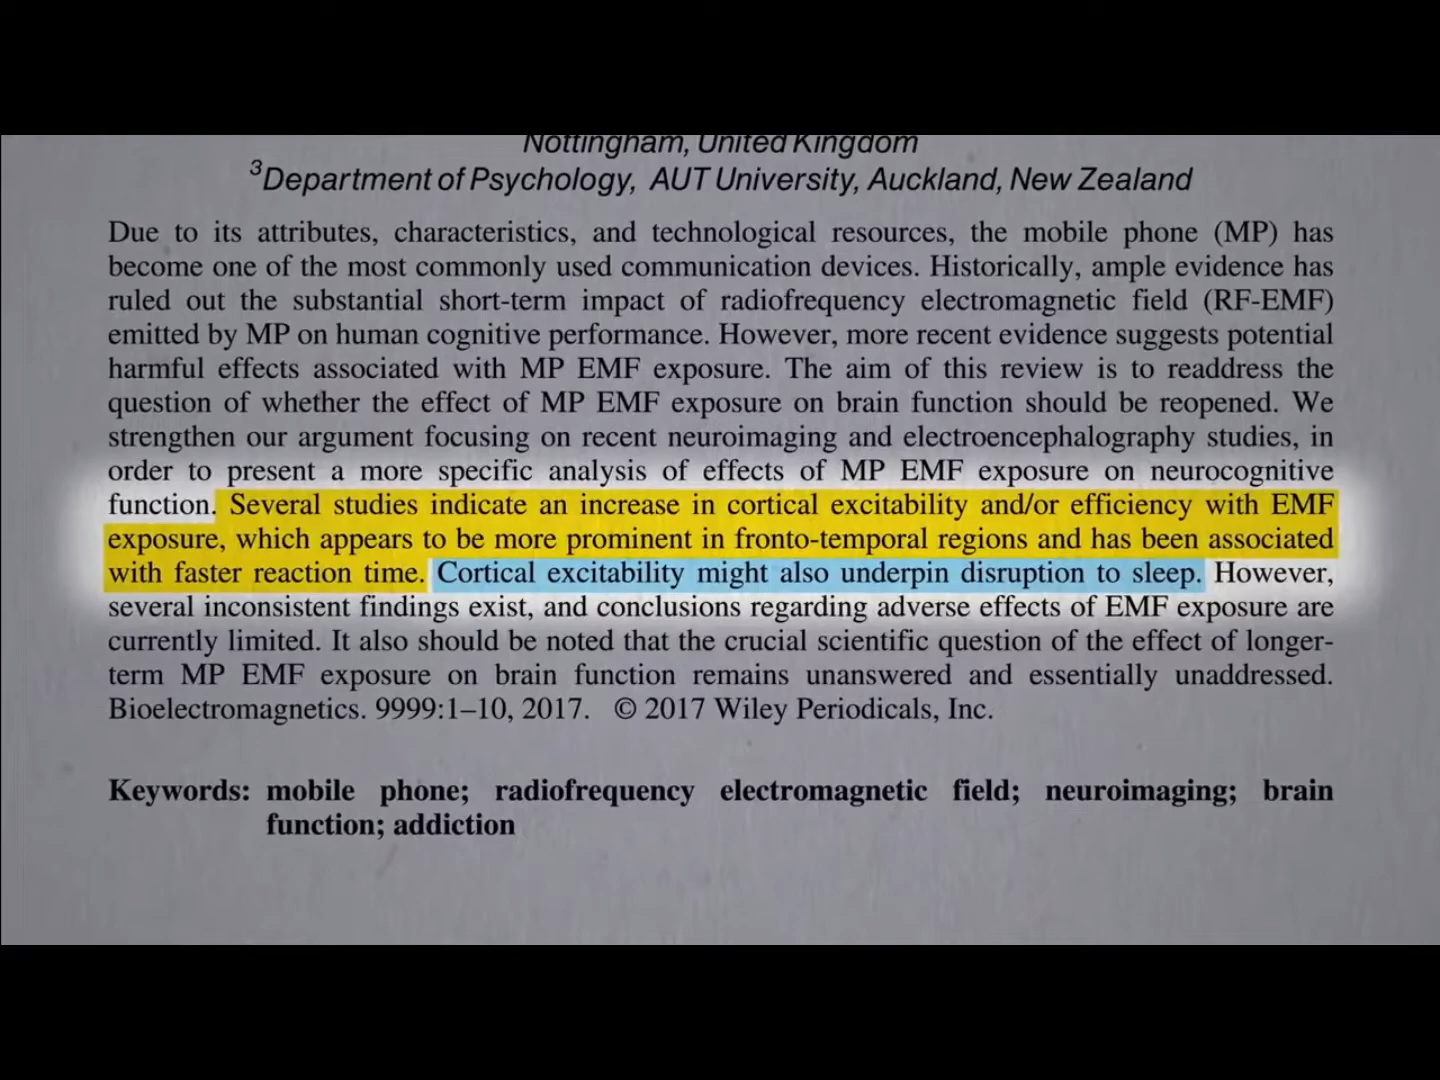 Nottingham, United Kingdom
3Department of Psychology, AUT University, Auckland, New Zealand
Due to its attributes, characteristics, and technological resources, the mobile phone (MP) has
become one of the most commonly used communication devices. Historically, ample evidence has
ruled out the substantial short-term impact of radiofrequency electromagnetic field (RF-EMF)
emitted by MP on human cognitive performance. However, more recent evidence suggests potential
harmful effects associated with MP EMF exposure. The aim of this review is to readdress the
question of whether the effect of MP EMF exposure on brain function should be reopened. We
strengthen our argument focusing on recent neuroimaging and electroencephalography studies, in
order to present a more specific analysis of effects of MP EMF exposure on neurocognitive
function. Several studies indicate an increase in cortical excitability and/or efficiency with EMF
exposure, which appears to be more prominent in fronto-temporal regions and has been associated
with faster reaction time. Cortical excitability might also underpin disruption to sleep. However,
several inconsistent findings exist, and conclusions regarding adverse effects of EMF exposure are
currently limited. It also should be noted that the crucial scientific question of the effect of longer-
term MP EMF exposure on brain function remains unanswered and essentially unaddressed.
Bioelectromagnetics. 9999:1–10, 2017. © 2017 Wiley Periodicals, Inc.
Keywords: mobile phone; radiofrequency electromagnetic field; neuroimaging; brain
function; addiction